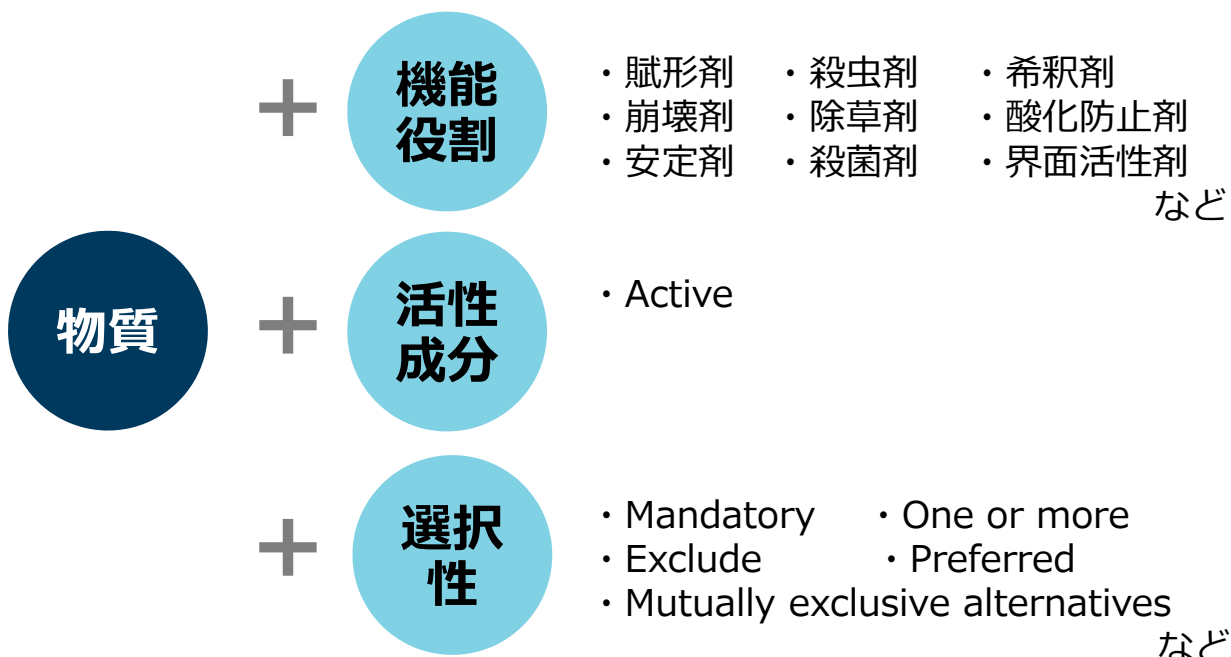 +
機能
役割
・賦形剤 ・殺虫剤 ・希釈剤
・崩壊剤 ・除草剤 ・酸化防止剤
・安定剤 ・殺菌剤 ・界面活性剤
など
物質
+
活性
成分
・Active
+
選択
性
・Mandatory ・One or more
・Exclude ・Preferred
・Mutually exclusive alternatives
など